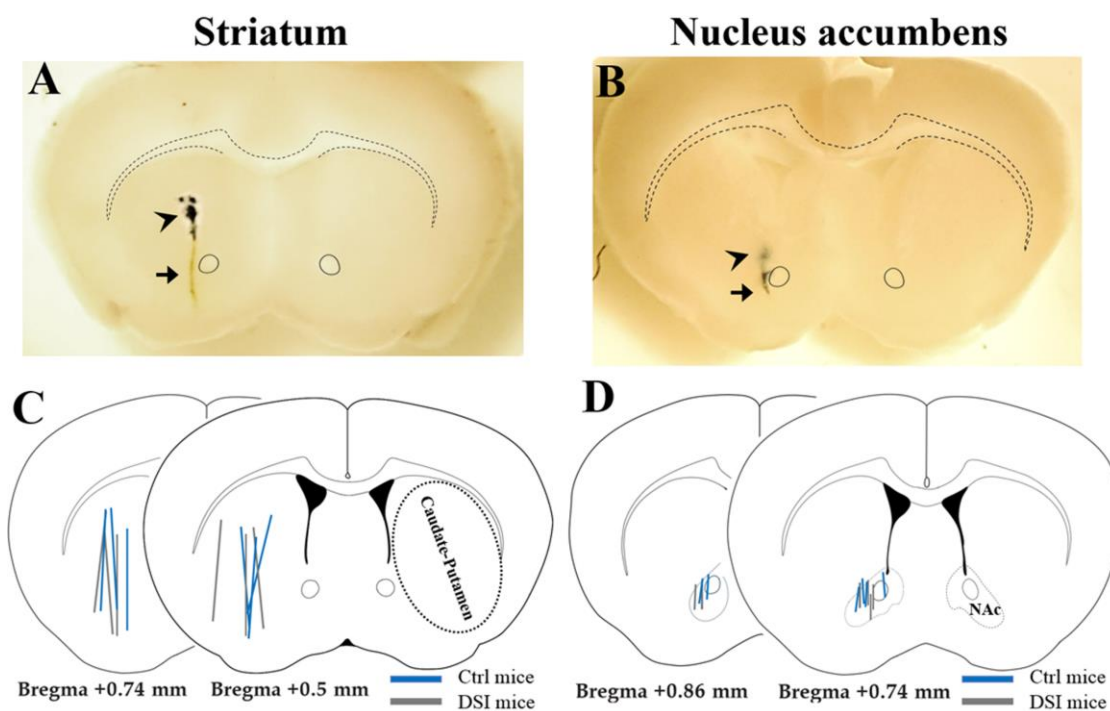 Striatum
Nucleus accumbens
A
B
C
D
Caudate-Putamen
NAc
Bregma +0.74 mm
Bregma +0.5 mm
Ctrl mice
DSI mice
Bregma +0.86 mm
Bregma +0.74 mm
Ctrl mice
DSI mice